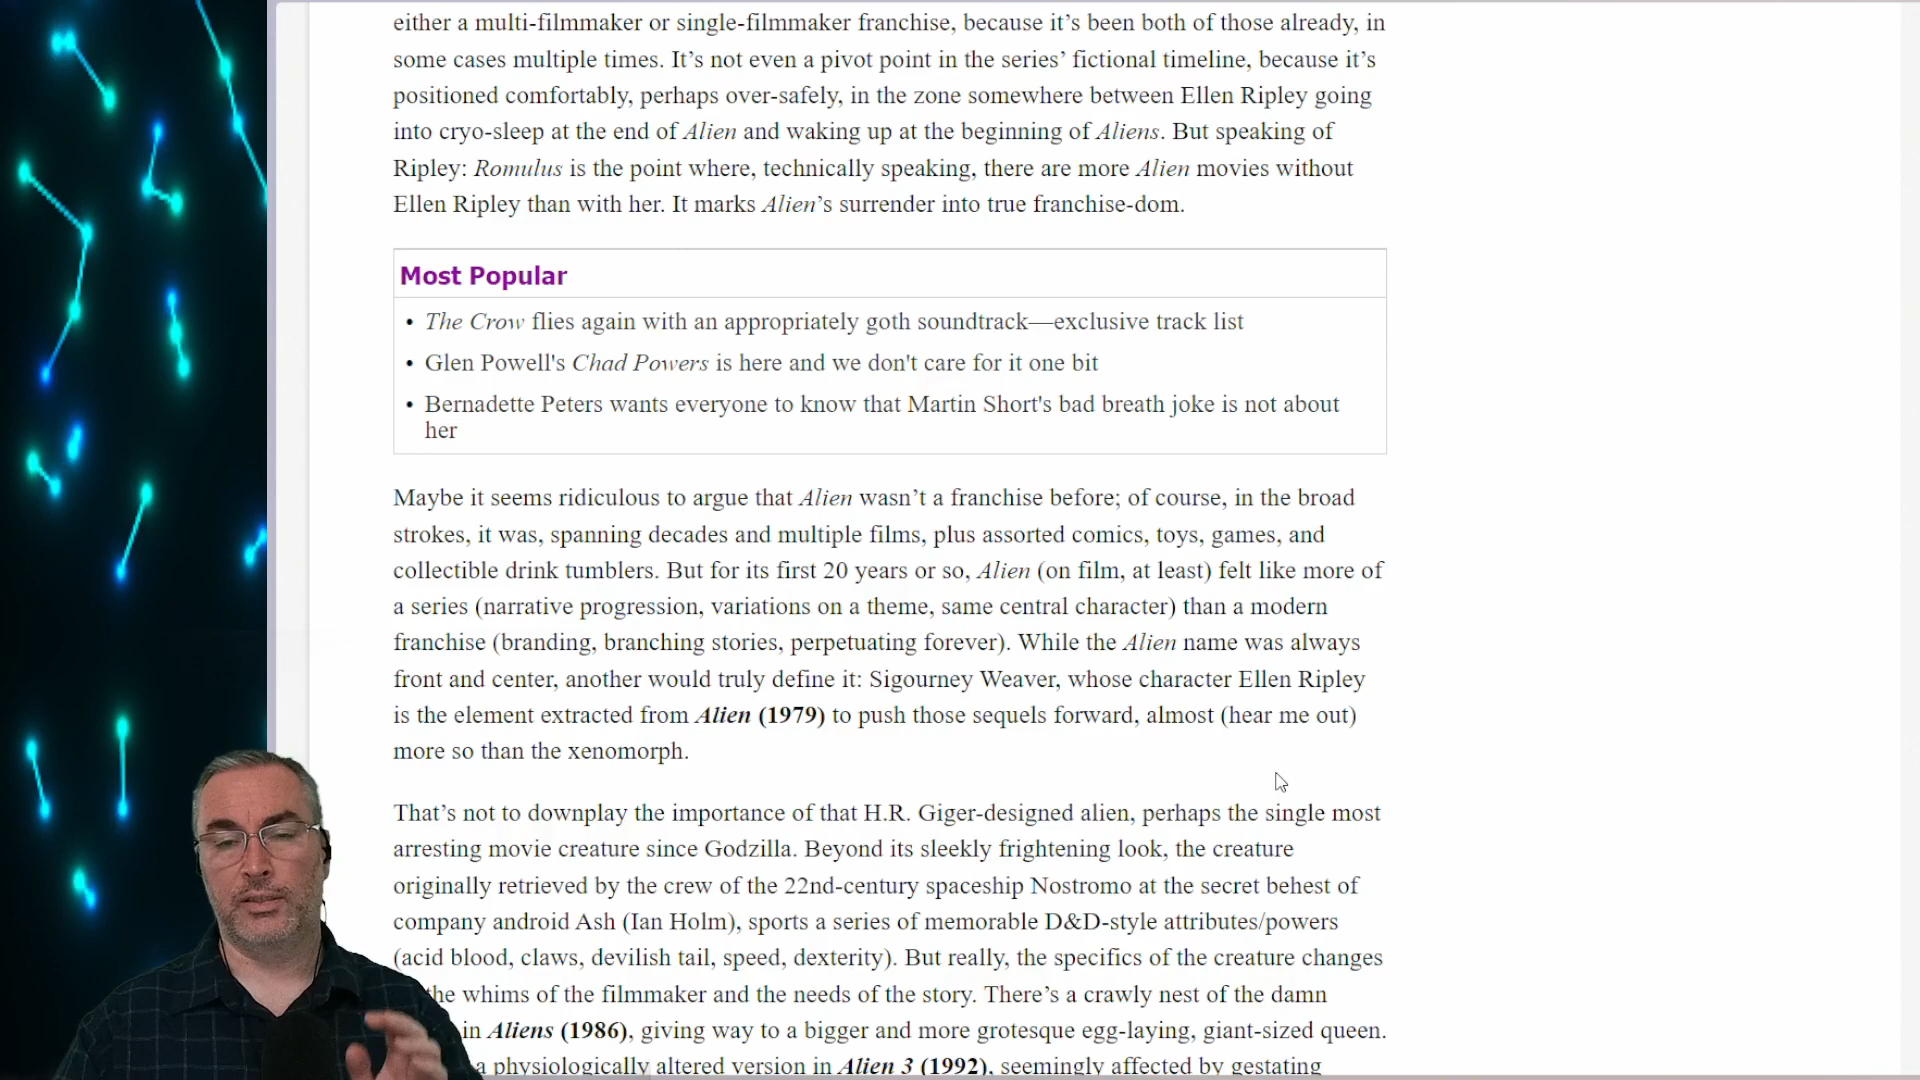 either a multi-filmmaker or single-filmmaker franchise, because it’s been both of those already, in
some cases multiple times. It’s not even a pivot point in the series’ fictional timeline, because it’s
positioned comfortably, perhaps over-safely, in the zone somewhere between Ellen Ripley going
into cryo-sleep at the end of Alien and waking up at the beginning of Aliens. But speaking of
Ripley: Romulus is the point where, technically speaking, there are more Alien movies without
Ellen Ripley than with her. It marks Alien’s surrender into true franchise-dom.
Most Popular
• The Crow flies again with an appropriately goth soundtrack—exclusive track list
• Glen Powell's Chad Powers is here and we don't care for it one bit
• Bernadette Peters wants everyone to know that Martin Short's bad breath joke is not about
her
Maybe it seems ridiculous to argue that Alien wasn’t a franchise before; of course, in the broad
strokes, it was, spanning decades and multiple films, plus assorted comics, toys, games, and
collectible drink tumblers. But for its first 20 years or so, Alien (on film, at least) felt like more of
a series (narrative progression, variations on a theme, same central character) than a modern
franchise (branding, branching stories, perpetuating forever). While the Alien name was always
front and center, another would truly define it: Sigourney Weaver, whose character Ellen Ripley
is the element extracted from Alien (1979) to push those sequels forward, almost (hear me out)
more so than the xenomorph.
That’s not to downplay the importance of that H.R. Giger-designed alien, perhaps the single most
arresting movie creature since Godzilla. Beyond its sleekly frightening look, the creature
originally retrieved by the crew of the 22nd-century spaceship Nostromo at the secret behest of
company android Ash (Ian Holm), sports a series of memorable D&D-style attributes/powers
(acid blood, claws, devilish tail, speed, dexterity). But really, the specifics of the creature changes
the whims of the filmmaker and the needs of the story. There’s a crawly nest of the damn
in Aliens (1986), giving way to a bigger and more grotesque egg-laying, giant-sized queen.
a physiologically altered version in Alien 3 (1992), seemingly affected by gestating